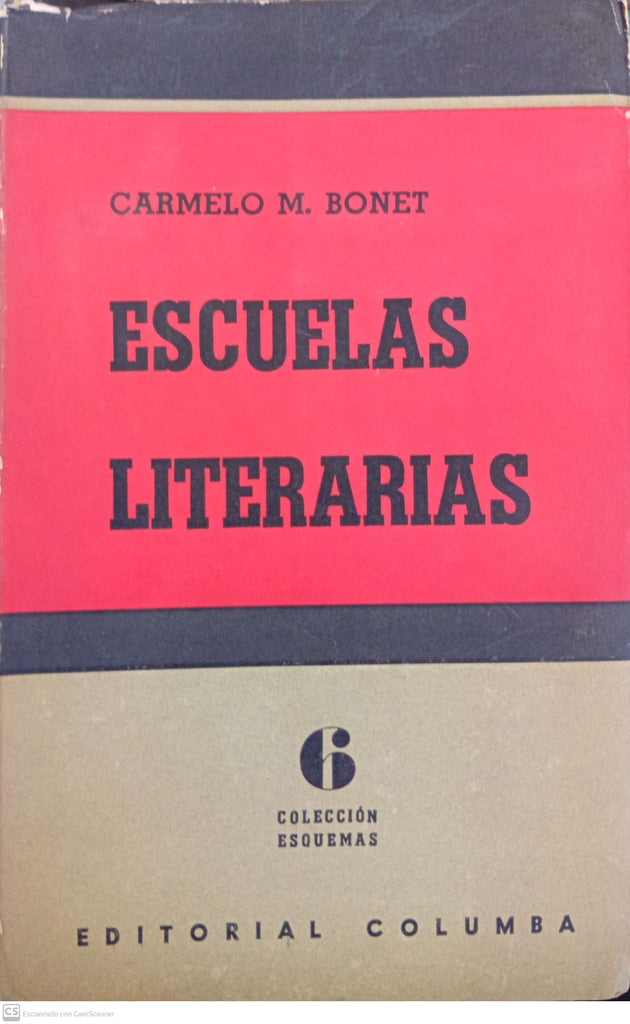 CARMELO M. BONET
ESCUELAS
LITERARIAS
6
COLECCIÓN
ESQUEMAS
EDITORIAL COLUMBA
CS Escaneado con CamScanner